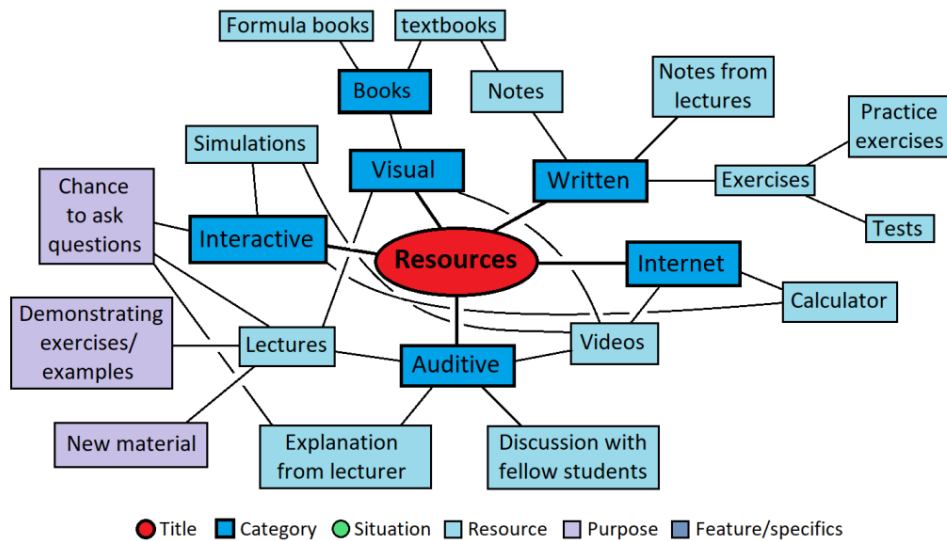 Formula books
textbooks
Books
Notes
Notes from
lectures
Practice
exercises
Simulations
Visual
Written
Exercises
Chance
to ask
questions
Tests
Interactive
Resources
Internet
Calculator
Demonstrating
exercises/
examples
Lectures
Auditive
Videos
New material
Explanation
from lecturer
Discussion with
fellow students
Title
Category
Situation
Resource
Purpose
Feature/specifics